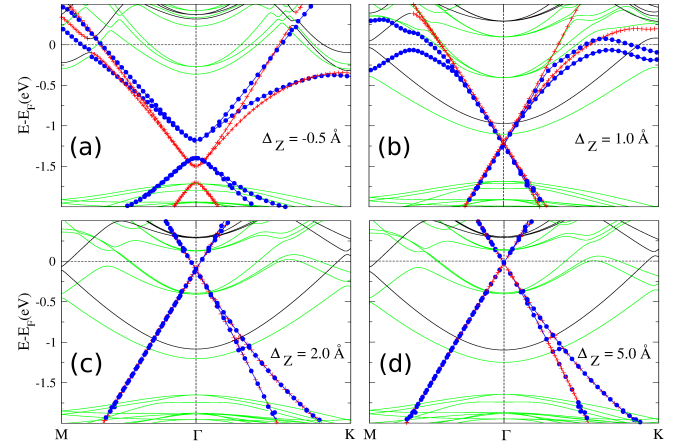 0
-0.5
-1
-1.5
E-E_F(eV)
(a)
Δ_Z = -0.5 Å
(b)
Δ_Z = 1.0 Å
0
-0.5
-1
-1.5
E-E_F(eV)
(c)
Δ_Z = 2.0 Å
(d)
Δ_Z = 5.0 Å
M Γ K M Γ K